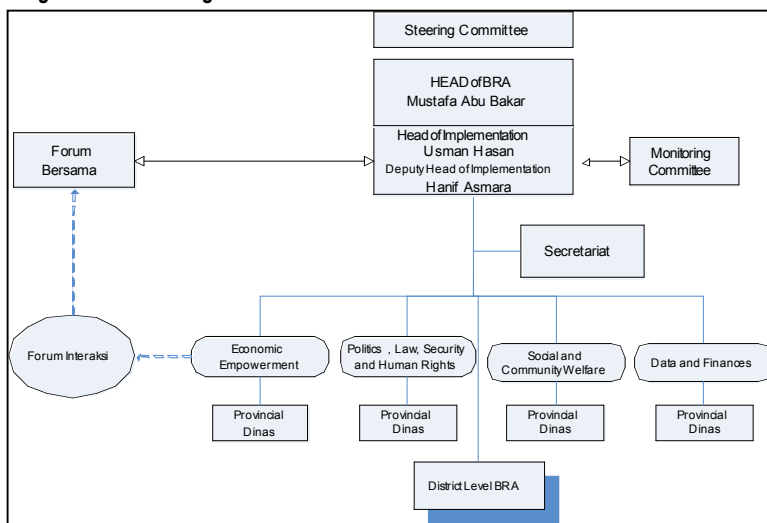 Steering Committee
HEAD of BRA
Mustafa Abu Bakar
Head of Implementation
Usman Hasan
Deputy Head of Implementation
Hanif Asmara
Forum
Bersama
Monitoring
Committee
Secretariat
Forum Interaksi
Economic
Empowerment
Politics , Law, Security
and Human Rights
Social and
Community Welfare
Data and Finances
Provincial
Dinas
Provincial
Dinas
Provincial
Dinas
Provincial
Dinas
District Level BRA